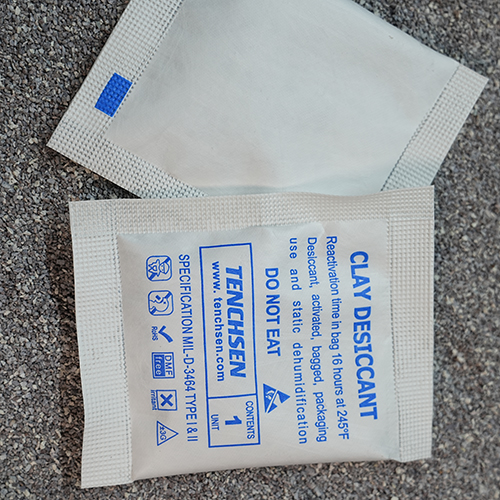 CLAY DESICCANT
Reactivation time in bag 16 hours at 245ºF
Desiccant, activated, bagged, packaging
use and static dehumidification
DO NOT EAT
TENCHSEN
www.tenchsen.com
CONTENTS
1
UNIT
SPECIFICATION MIL-D-3464 TYPE I & II
RoHS
DMF
free